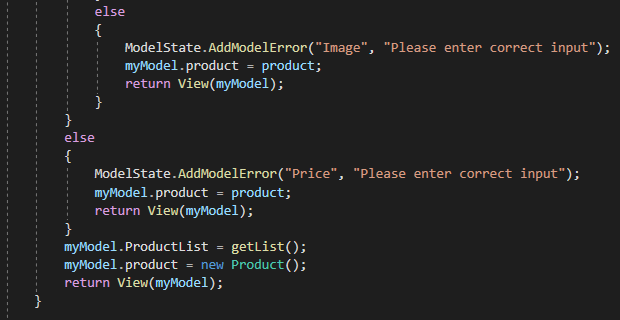 else
{
ModelState.AddModelError("Image", "Please enter correct input");
myModel.product = product;
return View(myModel);
}
}
else
{
ModelState.AddModelError("Price", "Please enter correct input");
myModel.product = product;
return View(myModel);
}
myModel.ProductList = getList();
myModel.product = new Product();
return View(myModel);
}